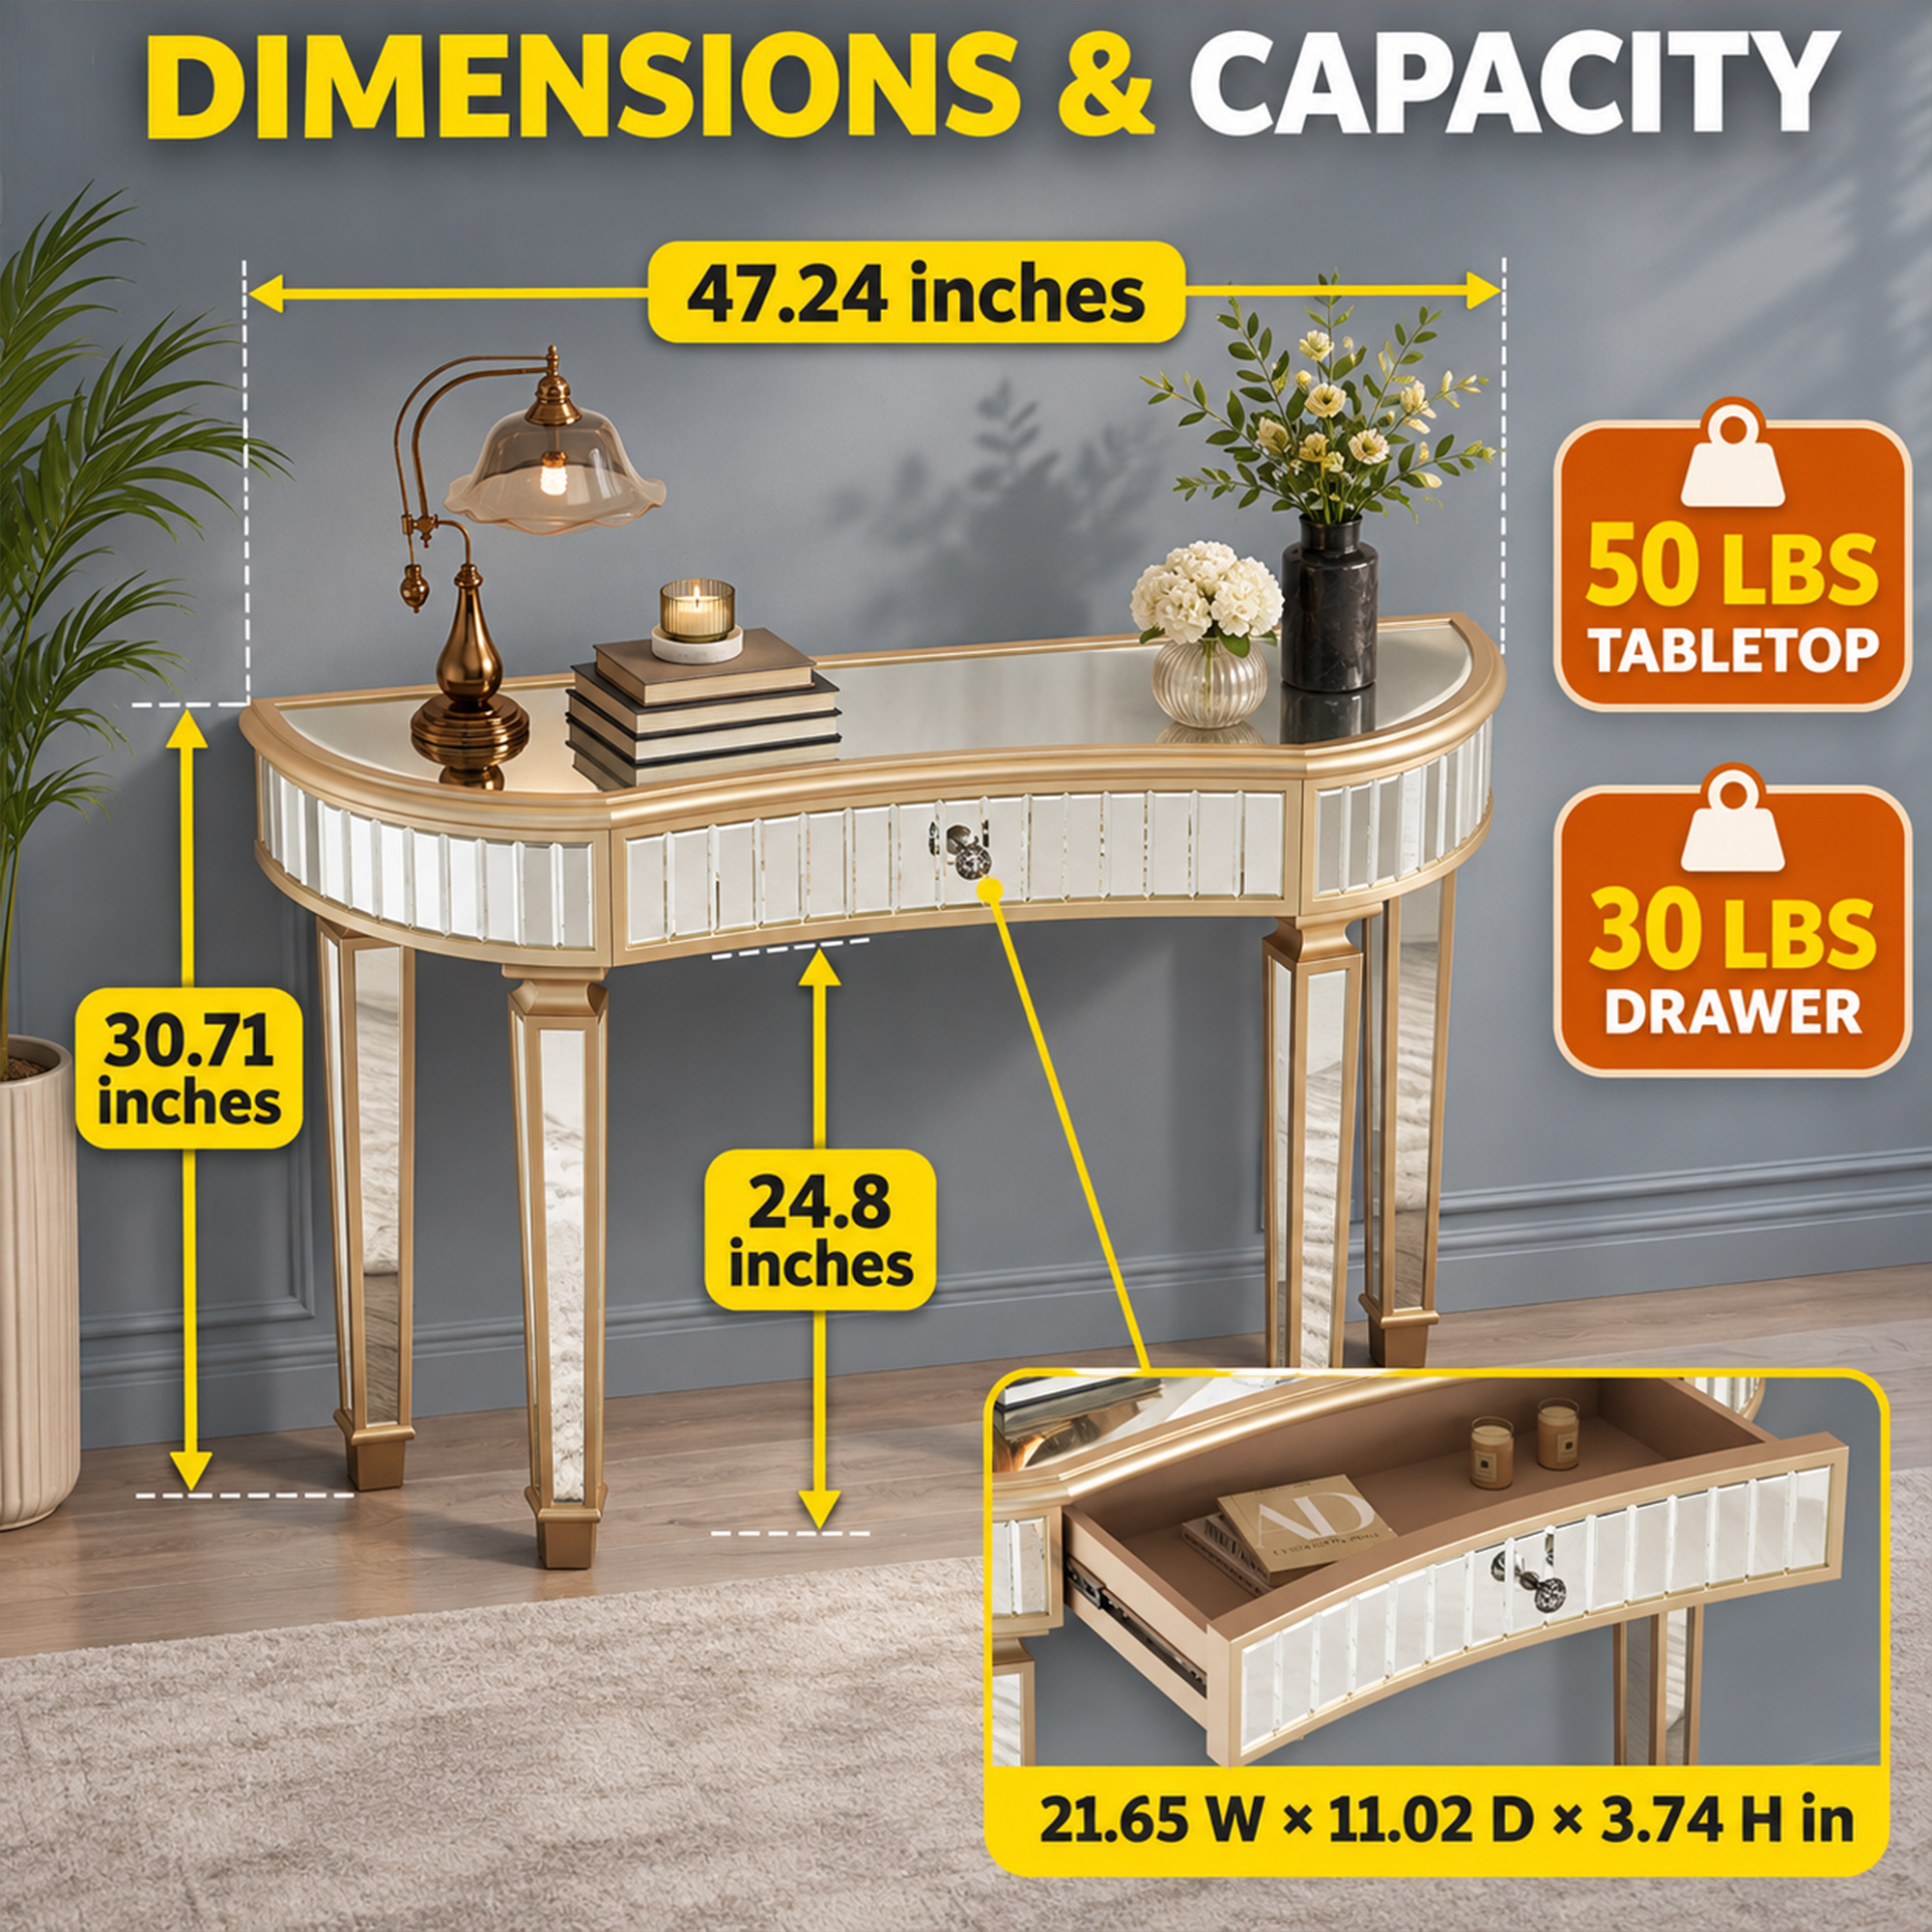 DIMENSIONS & CAPACITY
47.24 inches
50 LBS
TABLETOP
30 LBS
DRAWER
30.71
inches
24.8
inches
AD
21.65 W × 11.02 D × 3.74 H in